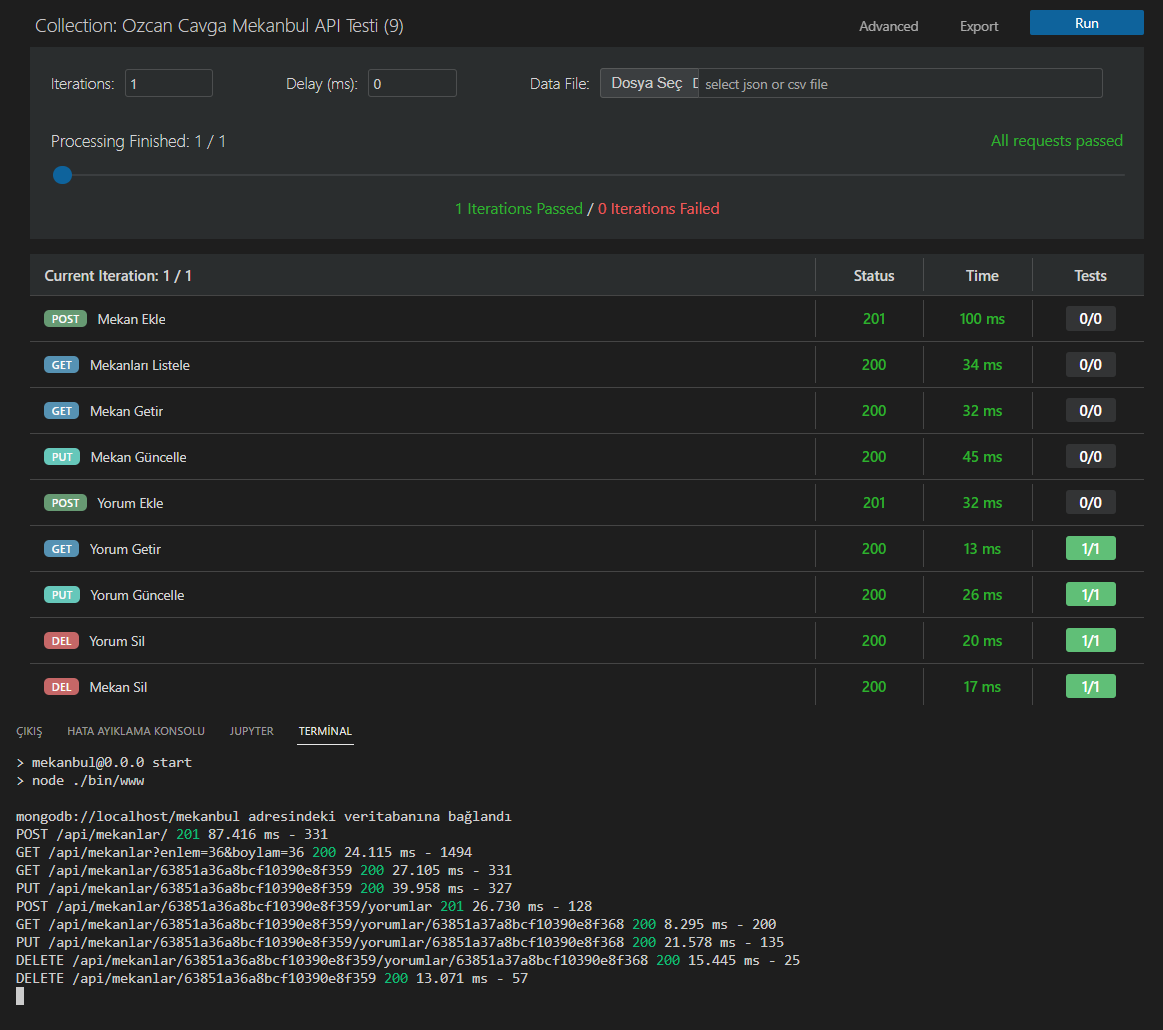 Collection: Ozcan Cavga Mekanbul API Testi (9) Advanced Export Run
Iterations: 1 Delay (ms): 0 Data File: Dosya Seç select json or csv file
Processing Finished: 1 / 1 All requests passed
1 Iterations Passed / 0 Iterations Failed
Current Iteration: 1 / 1 Status Time Tests
POST Mekan Ekle 201 100 ms 0/0
GET Mekanları Listele 200 34 ms 0/0
GET Mekan Getir 200 32 ms 0/0
PUT Mekan Güncelle 200 45 ms 0/0
POST Yorum Ekle 201 32 ms 0/0
GET Yorum Getir 200 13 ms 1/1
PUT Yorum Güncelle 200 26 ms 1/1
DEL Yorum Sil 200 20 ms 1/1
DEL Mekan Sil 200 17 ms 1/1
ÇIKIŞ HATA AYIKLAMA KONSOLU JUPYTER TERMİNAL
> mekanbul@0.0.0 start
> node ./bin/www
mongodb://localhost/mekanbul adresindeki veritabanına bağlandı
POST /api/mekanlar/ 201 87.416 ms - 331
GET /api/mekanlar?enlem=36&boylam=36 200 24.115 ms - 1494
GET /api/mekanlar/63851a36a8bcf10390e8f359 200 27.105 ms - 331
PUT /api/mekanlar/63851a36a8bcf10390e8f359 200 39.958 ms - 327
POST /api/mekanlar/63851a36a8bcf10390e8f359/yorumlar 201 26.730 ms - 128
GET /api/mekanlar/63851a36a8bcf10390e8f359/yorumlar/63851a37a8bcf10390e8f368 200 8.295 ms - 200
PUT /api/mekanlar/63851a36a8bcf10390e8f359/yorumlar/63851a37a8bcf10390e8f368 200 21.578 ms - 135
DELETE /api/mekanlar/63851a36a8bcf10390e8f359/yorumlar/63851a37a8bcf10390e8f368 200 15.445 ms - 25
DELETE /api/mekanlar/63851a36a8bcf10390e8f359 200 13.071 ms - 57